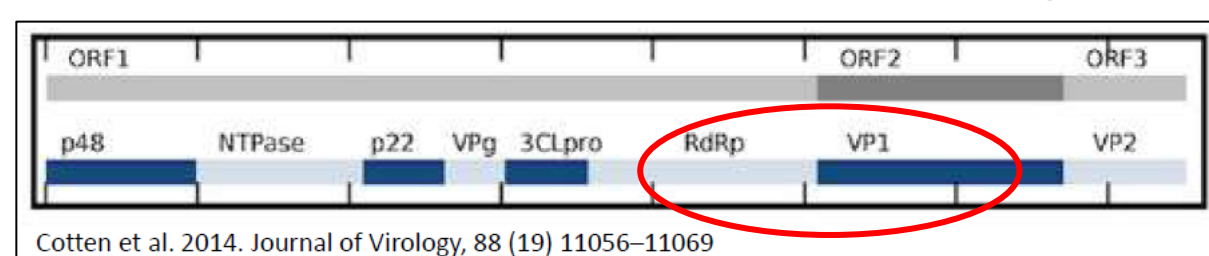 ORF1 ORF2 ORF3
p48 NTPase p22 VPg 3CLpro RdRp VP1 VP2
Cotten et al. 2014. Journal of Virology, 88 (19) 11056–11069